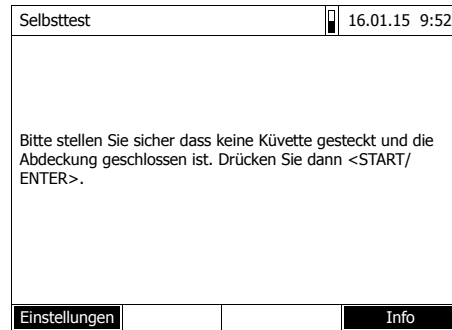 Selbsttest
16.01.15 9:52
Bitte stellen Sie sicher dass keine Küvette gesteckt und die
Abdeckung geschlossen ist. Drücken Sie dann <START/
ENTER>.
Einstellungen
Info